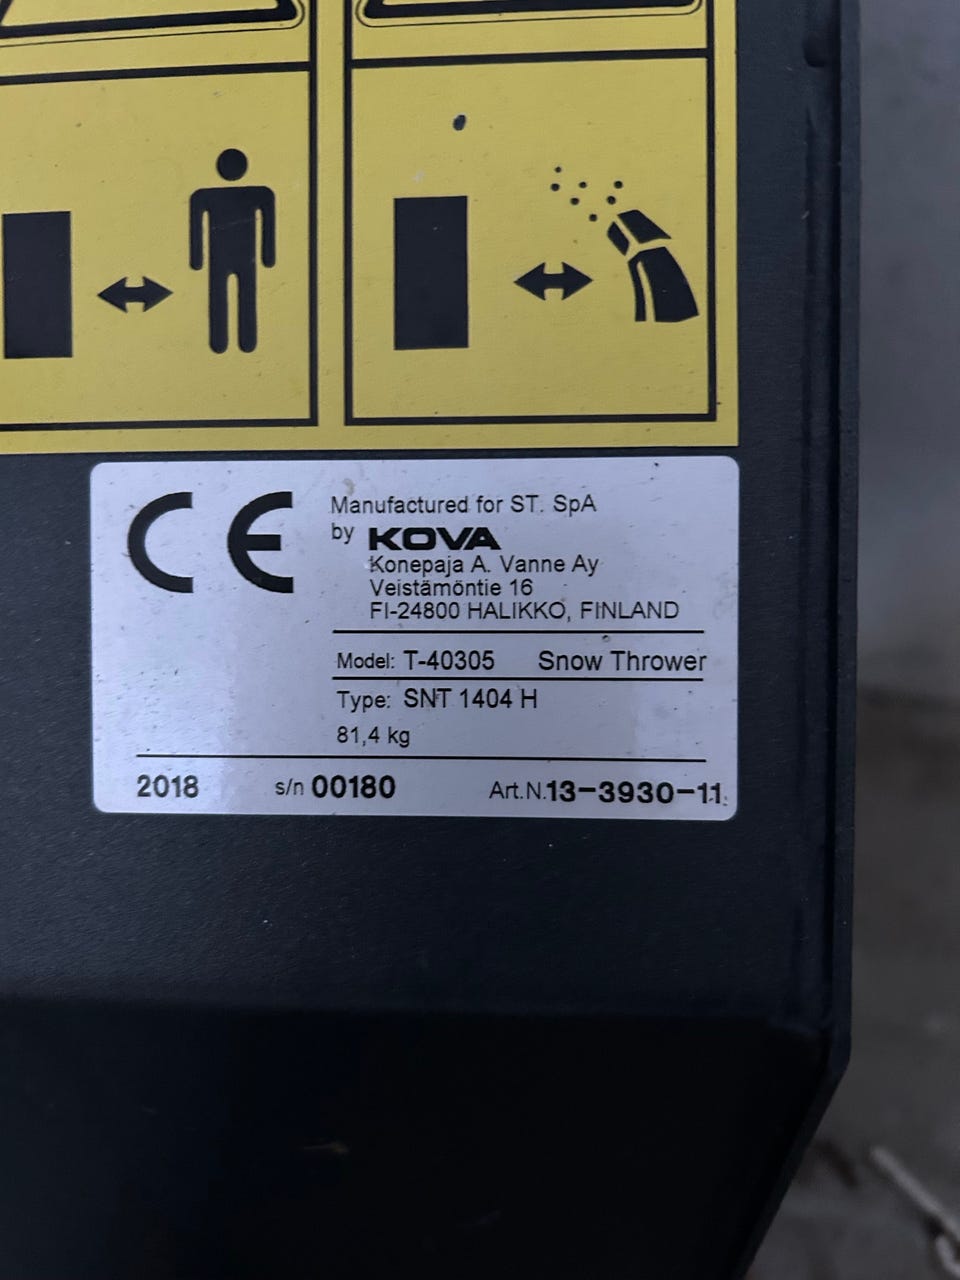 CE
Manufactured for ST. SpA
by KOVA
Konepaja A. Vanne Ay
Veistämöntie 16
FI-24800 HALIKKO, FINLAND
Model: T-40305 Snow Thrower
Type: SNT 1404 H
81,4 kg
2018 s/n 00180 Art.N.13-3930-11